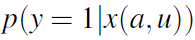 p(y = 1|x(a,u))